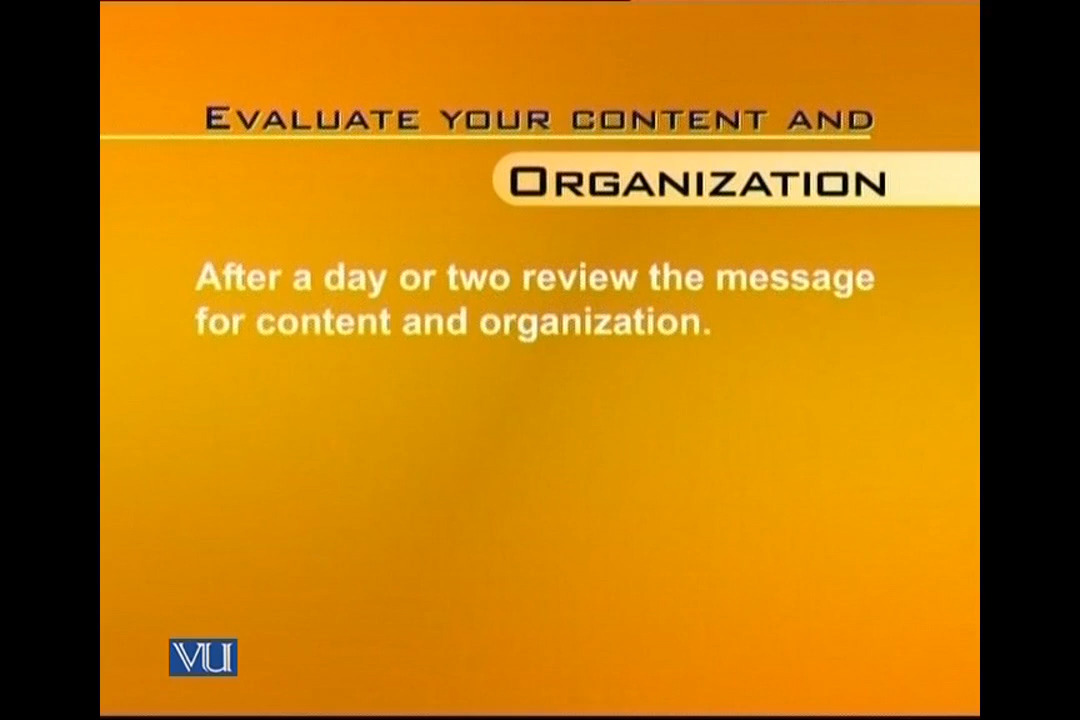 EVALUATE YOUR CONTENT AND
ORGANIZATION
After a day or two review the message
for content and organization.
VU